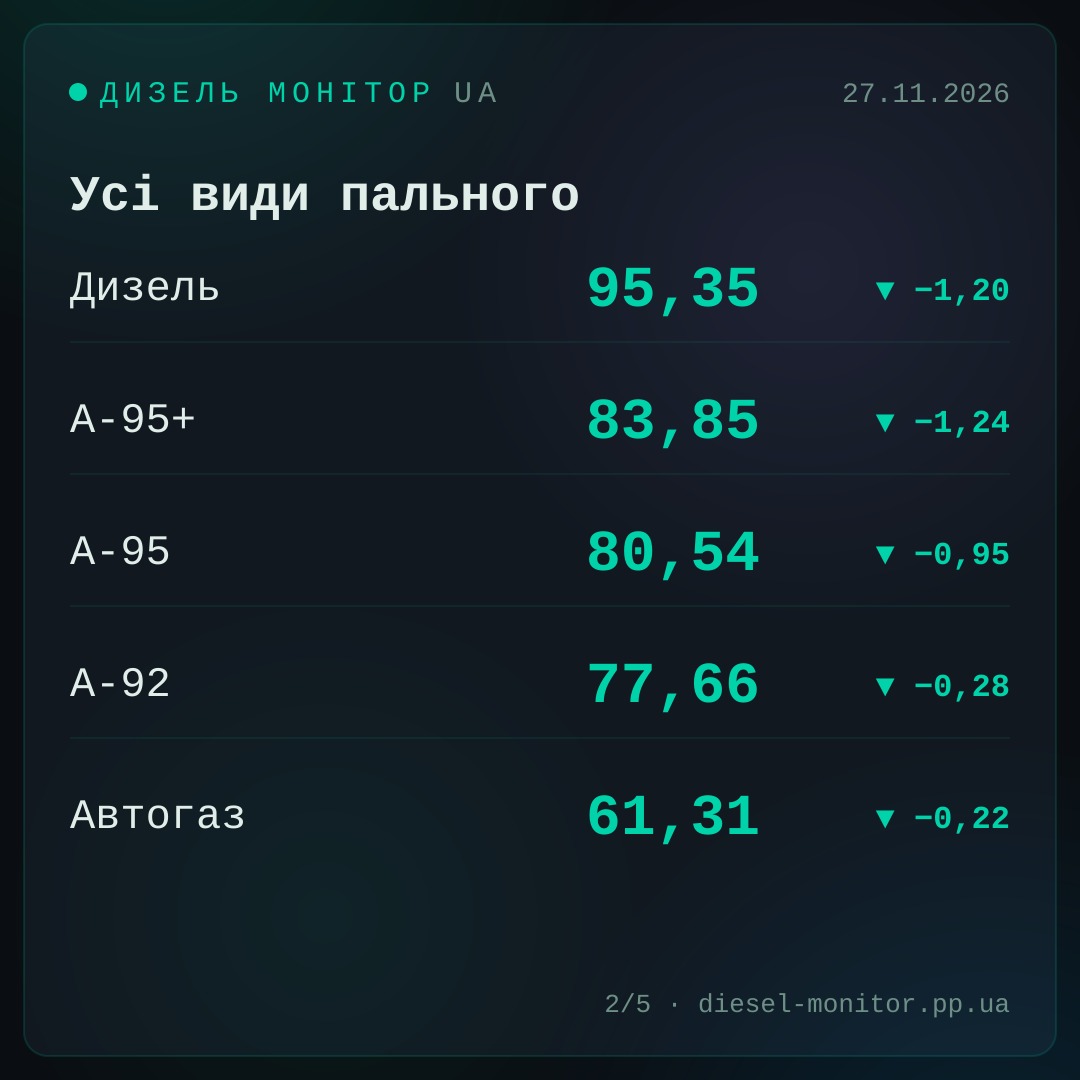 ДИЗЕЛЬ МОНІТОР UA 27.11.2026
Усі види пального
Дизель 95,35 ▼ −1,20
А-95+ 83,85 ▼ −1,24
А-95 80,54 ▼ −0,95
А-92 77,66 ▼ −0,28
Автогаз 61,31 ▼ −0,22
2/5 · diesel-monitor.pp.ua